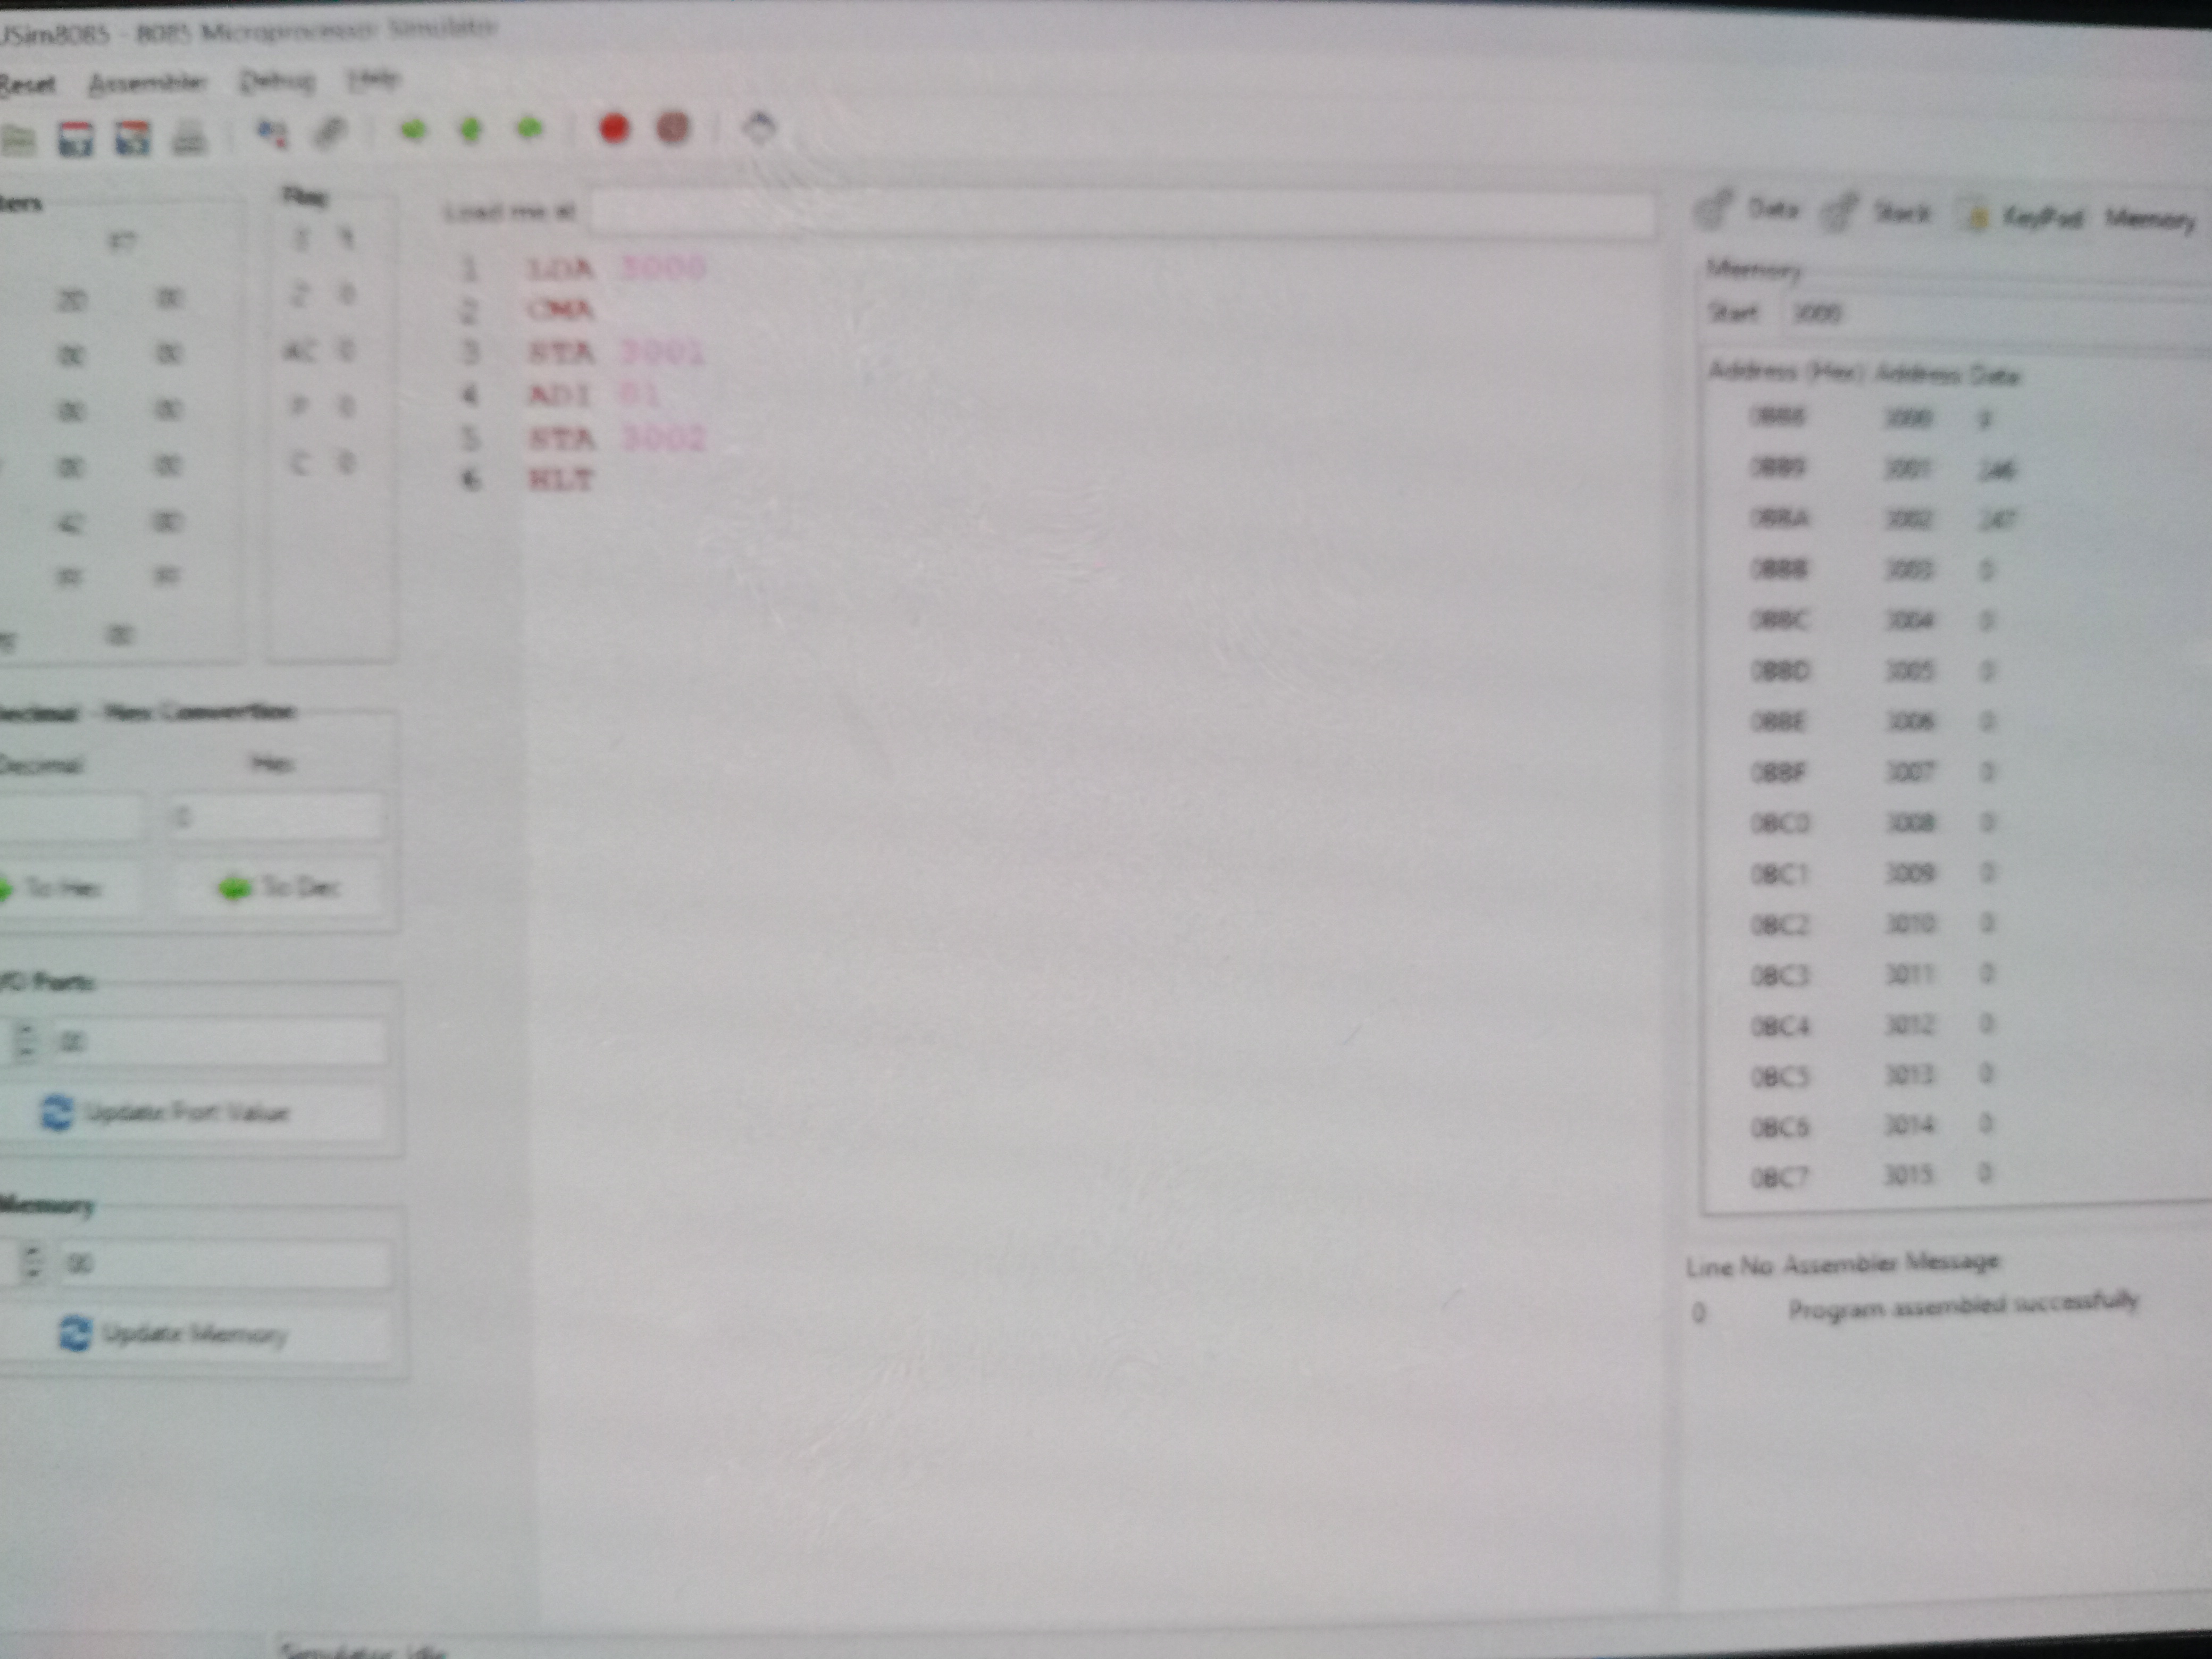 JSim8085 - 8085 Microprocessor Simulator
Reset Assembler Debug Help
Flag
Load me at
Data Stack KeyPad Memory
1 LDA 3000
2 CMA
3 STA 3001
4 ADI 01
5 STA 3002
6 HLT
F7
20 00
00 00
00 00
00 00
42 00
00
S 1
Z 0
AC 0
P 0
C 0
Decimal - Hex Convertion
Decimal Hex
0
To Hex To Dec
I/O Ports
00
Update Port Value
Memory
00
Update Memory
Memory
Start 3000
Address (Hex) Address Data
0BB8 3000 9
0BB9 3001 246
0BBA 3002 247
0BBB 3003 0
0BBC 3004 0
0BBD 3005 0
0BBE 3006 0
0BBF 3007 0
0BC0 3008 0
0BC1 3009 0
0BC2 3010 0
0BC3 3011 0
0BC4 3012 0
0BC5 3013 0
0BC6 3014 0
0BC7 3015 0
Line No Assembler Message
0 Program assembled successfully
Simulator: Idle